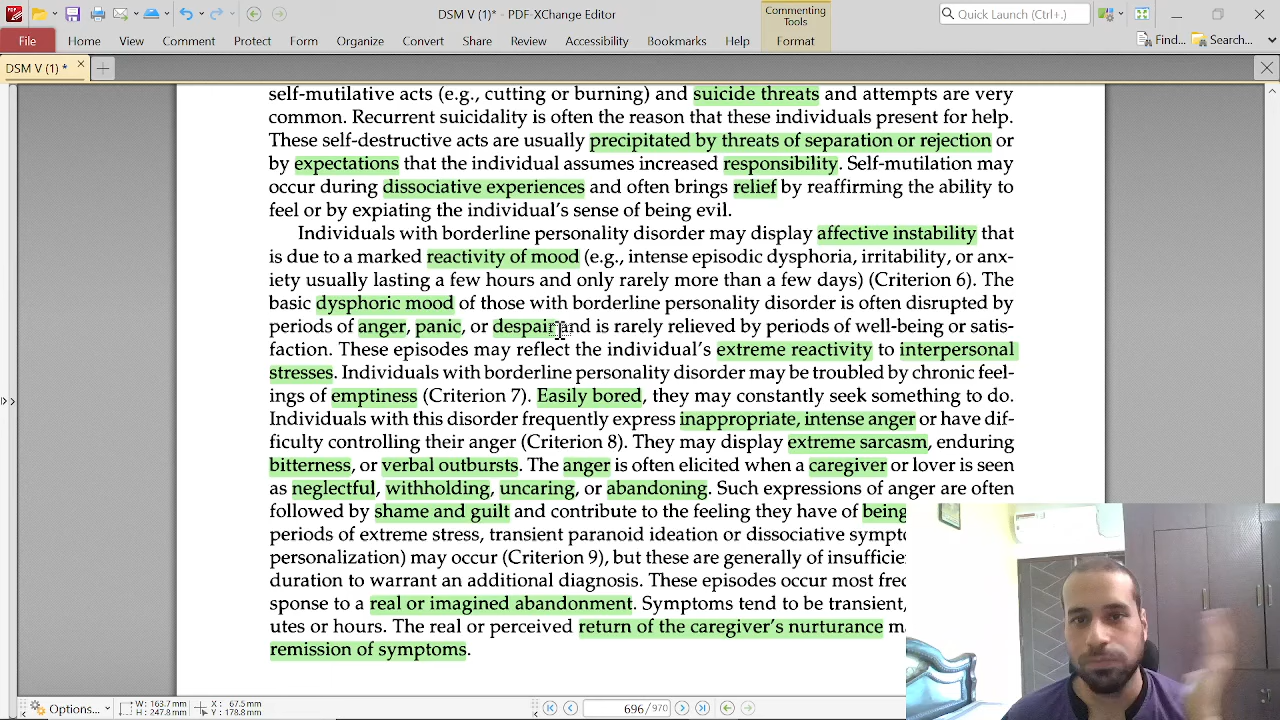 DSM V (1)* - PDF-XChange Editor
Commenting Tools
Quick Launch (Ctrl+.)
File Home View Comment Protect Form Organize Convert Share Review Accessibility Bookmarks Help Format Find... Search...
DSM V (1) *
self-mutilative acts (e.g., cutting or burning) and suicide threats and attempts are very
common. Recurrent suicidality is often the reason that these individuals present for help.
These self-destructive acts are usually precipitated by threats of separation or rejection or
by expectations that the individual assumes increased responsibility. Self-mutilation may
occur during dissociative experiences and often brings relief by reaffirming the ability to
feel or by expiating the individual's sense of being evil.
Individuals with borderline personality disorder may display affective instability that
is due to a marked reactivity of mood (e.g., intense episodic dysphoria, irritability, or anx-
iety usually lasting a few hours and only rarely more than a few days) (Criterion 6). The
basic dysphoric mood of those with borderline personality disorder is often disrupted by
periods of anger, panic, or despair and is rarely relieved by periods of well-being or satis-
faction. These episodes may reflect the individual's extreme reactivity to interpersonal
stresses. Individuals with borderline personality disorder may be troubled by chronic feel-
ings of emptiness (Criterion 7). Easily bored, they may constantly seek something to do.
Individuals with this disorder frequently express inappropriate, intense anger or have dif-
ficulty controlling their anger (Criterion 8). They may display extreme sarcasm, enduring
bitterness, or verbal outbursts. The anger is often elicited when a caregiver or lover is seen
as neglectful, withholding, uncaring, or abandoning. Such expressions of anger are often
followed by shame and guilt and contribute to the feeling they have of being
periods of extreme stress, transient paranoid ideation or dissociative sympto
personalization) may occur (Criterion 9), but these are generally of insufficie
duration to warrant an additional diagnosis. These episodes occur most freq
sponse to a real or imagined abandonment. Symptoms tend to be transient,
utes or hours. The real or perceived return of the caregiver's nurturance m
remission of symptoms.
Options... W: 163.7 mm H: 247.8 mm X: 67.5 mm Y: 178.8 mm 696 / 970